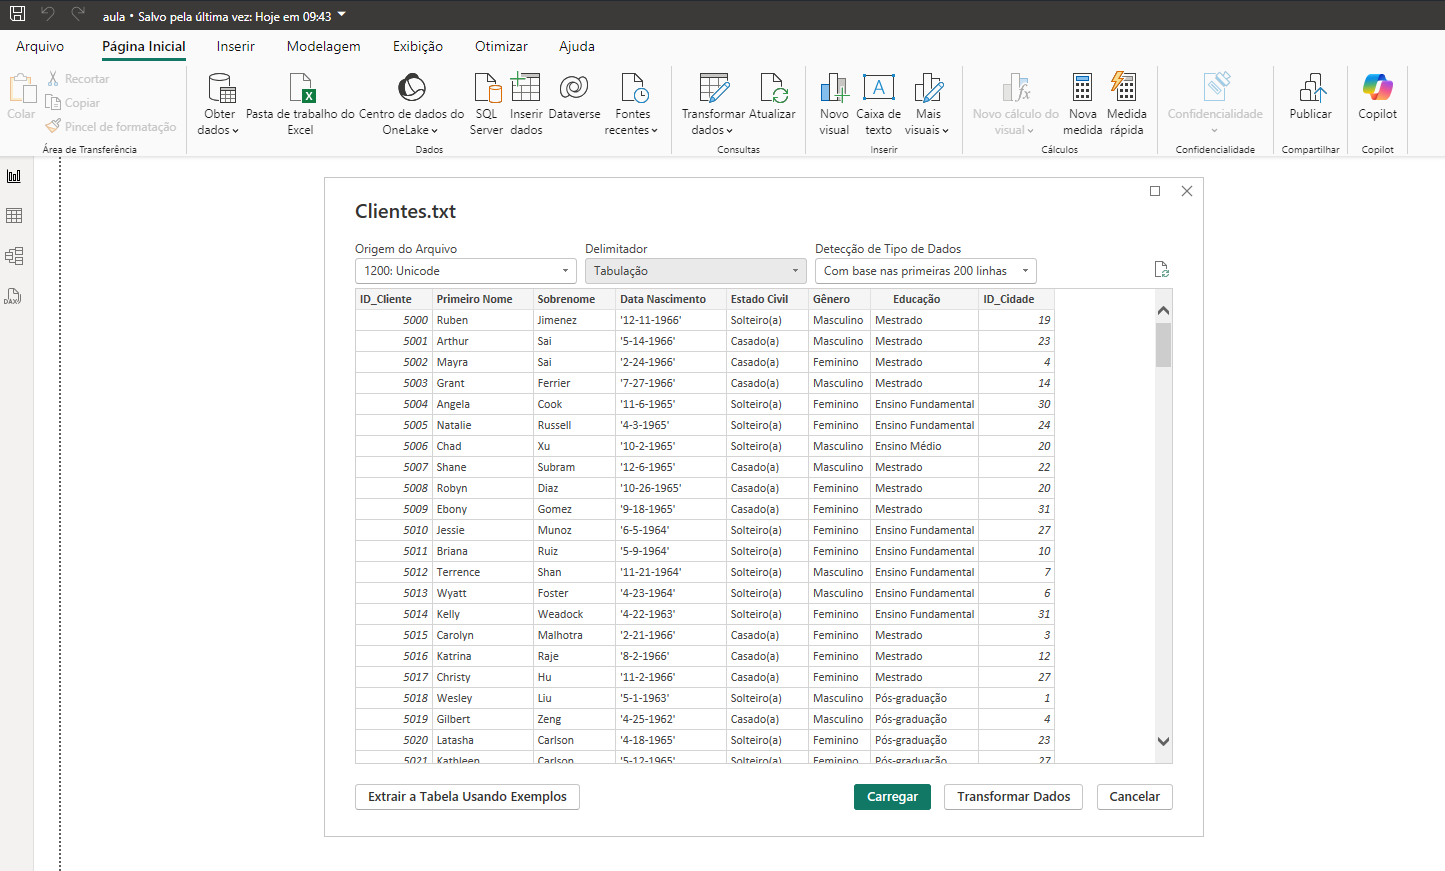 aula • Salvo pela última vez: Hoje em 09:43
Arquivo Página Inicial Inserir Modelagem Exibição Otimizar Ajuda
Colar
Recortar
Copiar
Pincel de formatação
Área de Transferência
Obter dados
Pasta de trabalho do Excel
Centro de dados do OneLake
SQL Server
Inserir dados
Dataverse
Fontes recentes
Dados
Transformar dados
Atualizar
Consultas
Novo visual
Caixa de texto
Mais visuais
Inserir
Novo cálculo do visual
Nova medida
Medida rápida
Cálculos
Confidencialidade
Confidencialidade
Publicar
Compartilhar
Copilot
Copilot
DAX
Clientes.txt
Origem do Arquivo Delimitador Detecção de Tipo de Dados
1200: Unicode Tabulação Com base nas primeiras 200 linhas
ID_Cliente Primeiro Nome Sobrenome Data Nascimento Estado Civil Gênero Educação ID_Cidade
5000 Ruben Jimenez '12-11-1966' Solteiro(a) Masculino Mestrado 19
5001 Arthur Sai '5-14-1966' Casado(a) Masculino Mestrado 23
5002 Mayra Sai '2-24-1966' Casado(a) Feminino Mestrado 4
5003 Grant Ferrier '7-27-1966' Casado(a) Masculino Mestrado 14
5004 Angela Cook '11-6-1965' Solteiro(a) Feminino Ensino Fundamental 30
5005 Natalie Russell '4-3-1965' Solteiro(a) Feminino Ensino Fundamental 24
5006 Chad Xu '10-2-1965' Solteiro(a) Masculino Ensino Médio 20
5007 Shane Subram '12-6-1965' Casado(a) Masculino Mestrado 22
5008 Robyn Diaz '10-26-1965' Casado(a) Feminino Mestrado 20
5009 Ebony Gomez '9-18-1965' Casado(a) Feminino Mestrado 31
5010 Jessie Munoz '6-5-1964' Solteiro(a) Feminino Ensino Fundamental 27
5011 Briana Ruiz '5-9-1964' Solteiro(a) Feminino Ensino Fundamental 10
5012 Terrence Shan '11-21-1964' Solteiro(a) Masculino Ensino Fundamental 7
5013 Wyatt Foster '4-23-1964' Solteiro(a) Masculino Ensino Fundamental 6
5014 Kelly Weadock '4-22-1963' Solteiro(a) Feminino Ensino Fundamental 31
5015 Carolyn Malhotra '2-21-1966' Casado(a) Feminino Mestrado 3
5016 Katrina Raje '8-2-1966' Casado(a) Feminino Mestrado 12
5017 Christy Hu '11-2-1966' Casado(a) Feminino Mestrado 27
5018 Wesley Liu '5-1-1963' Solteiro(a) Masculino Pós-graduação 1
5019 Gilbert Zeng '4-25-1962' Casado(a) Masculino Pós-graduação 4
5020 Latasha Carlson '4-18-1965' Solteiro(a) Feminino Pós-graduação 23
5021 Kathleen Carlson '5-12-1965' Solteiro(a) Feminino Pós-graduação 27
Extrair a Tabela Usando Exemplos Carregar Transformar Dados Cancelar